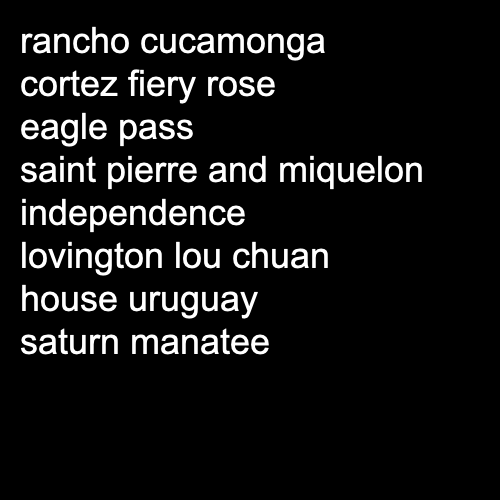 rancho cucamonga
cortez fiery rose
eagle pass
saint pierre and miquelon
independence
lovington lou chuan
house uruguay
saturn manatee